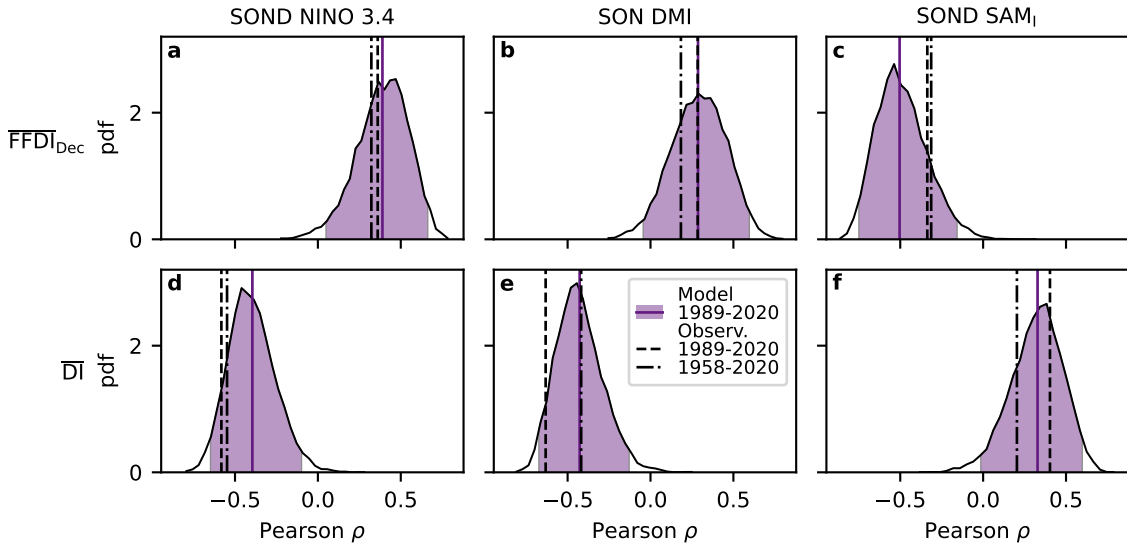 SOND NINO 3.4
SON DMI
SOND SAM_I
a
b
c
2
0
pdf
FFDI_Dec
d
e
f
2
0
pdf
DI
Model
1989-2020
Observ.
1989-2020
1958-2020
−0.5 0.0 0.5
−0.5 0.0 0.5
−0.5 0.0 0.5
Pearson ρ
Pearson ρ
Pearson ρ